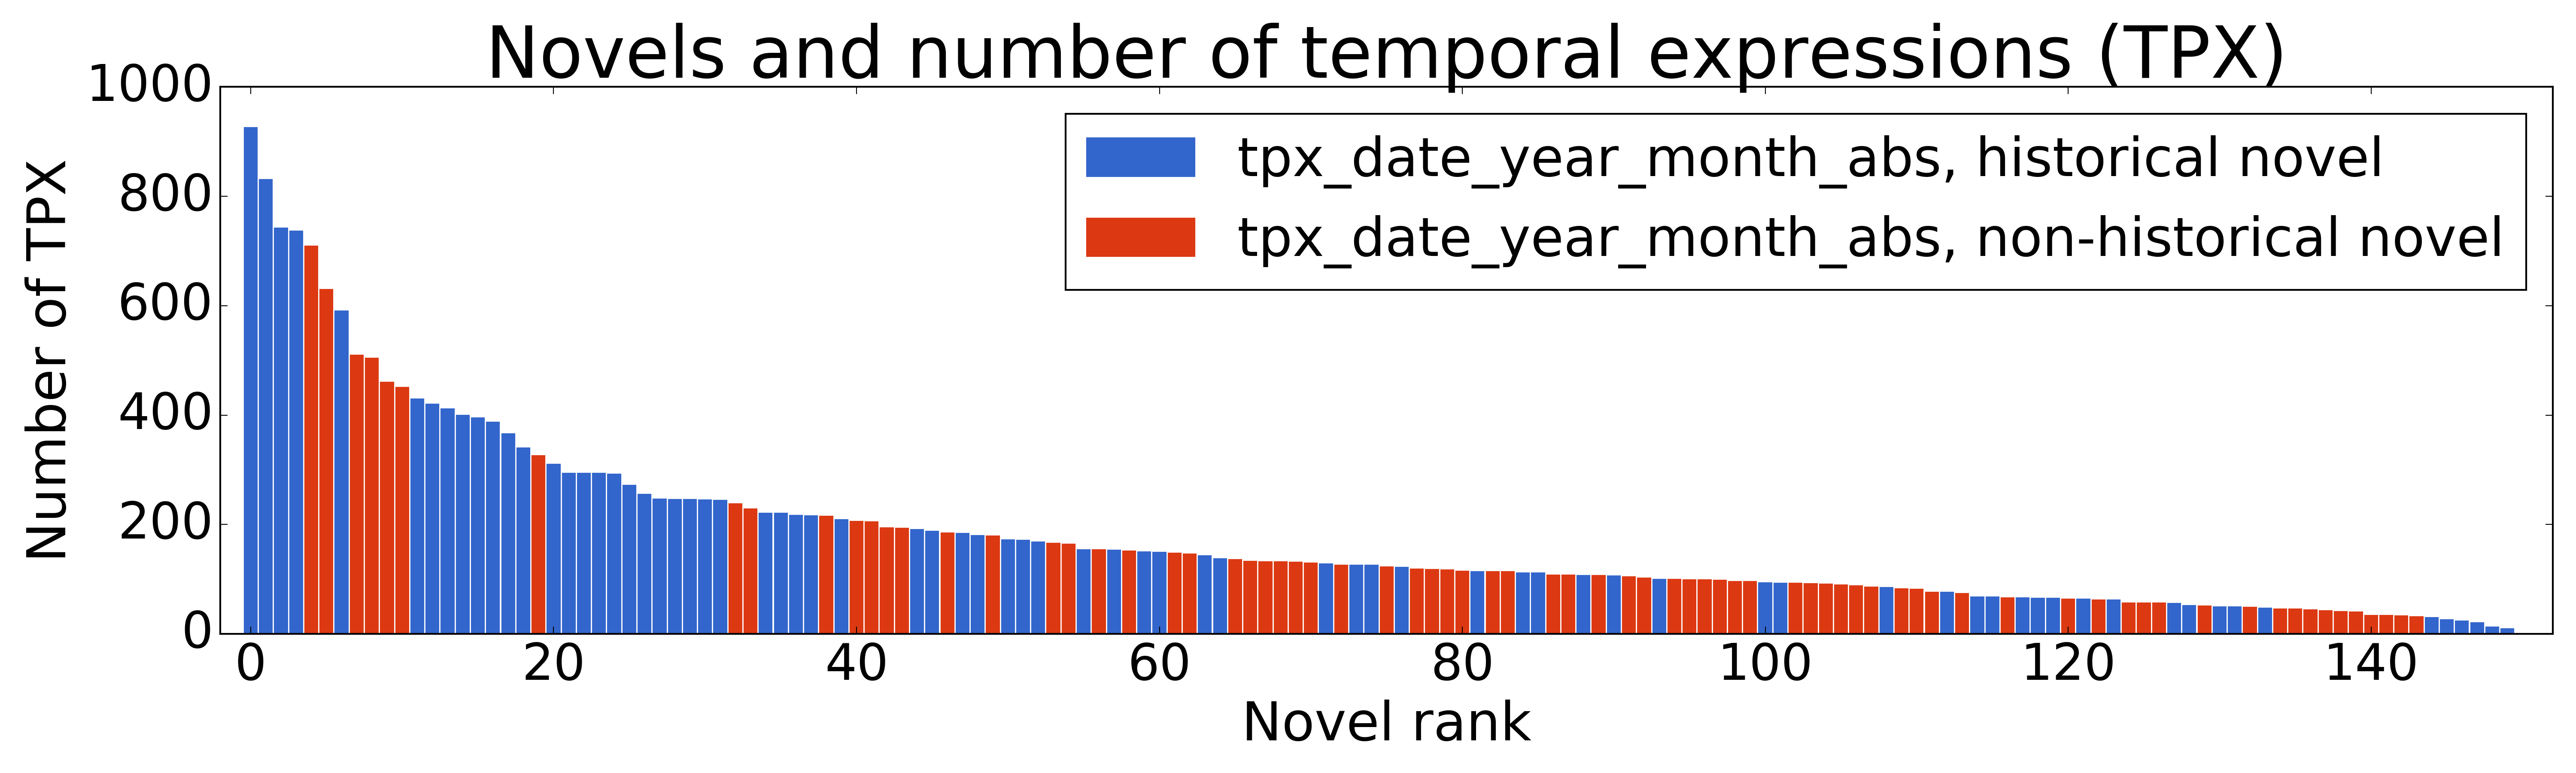 Novels and number of temporal expressions (TPX)
1000
800
600
400
200
0
Number of TPX
tpx_date_year_month_abs, historical novel
tpx_date_year_month_abs, non-historical novel
0 20 40 60 80 100 120 140
Novel rank